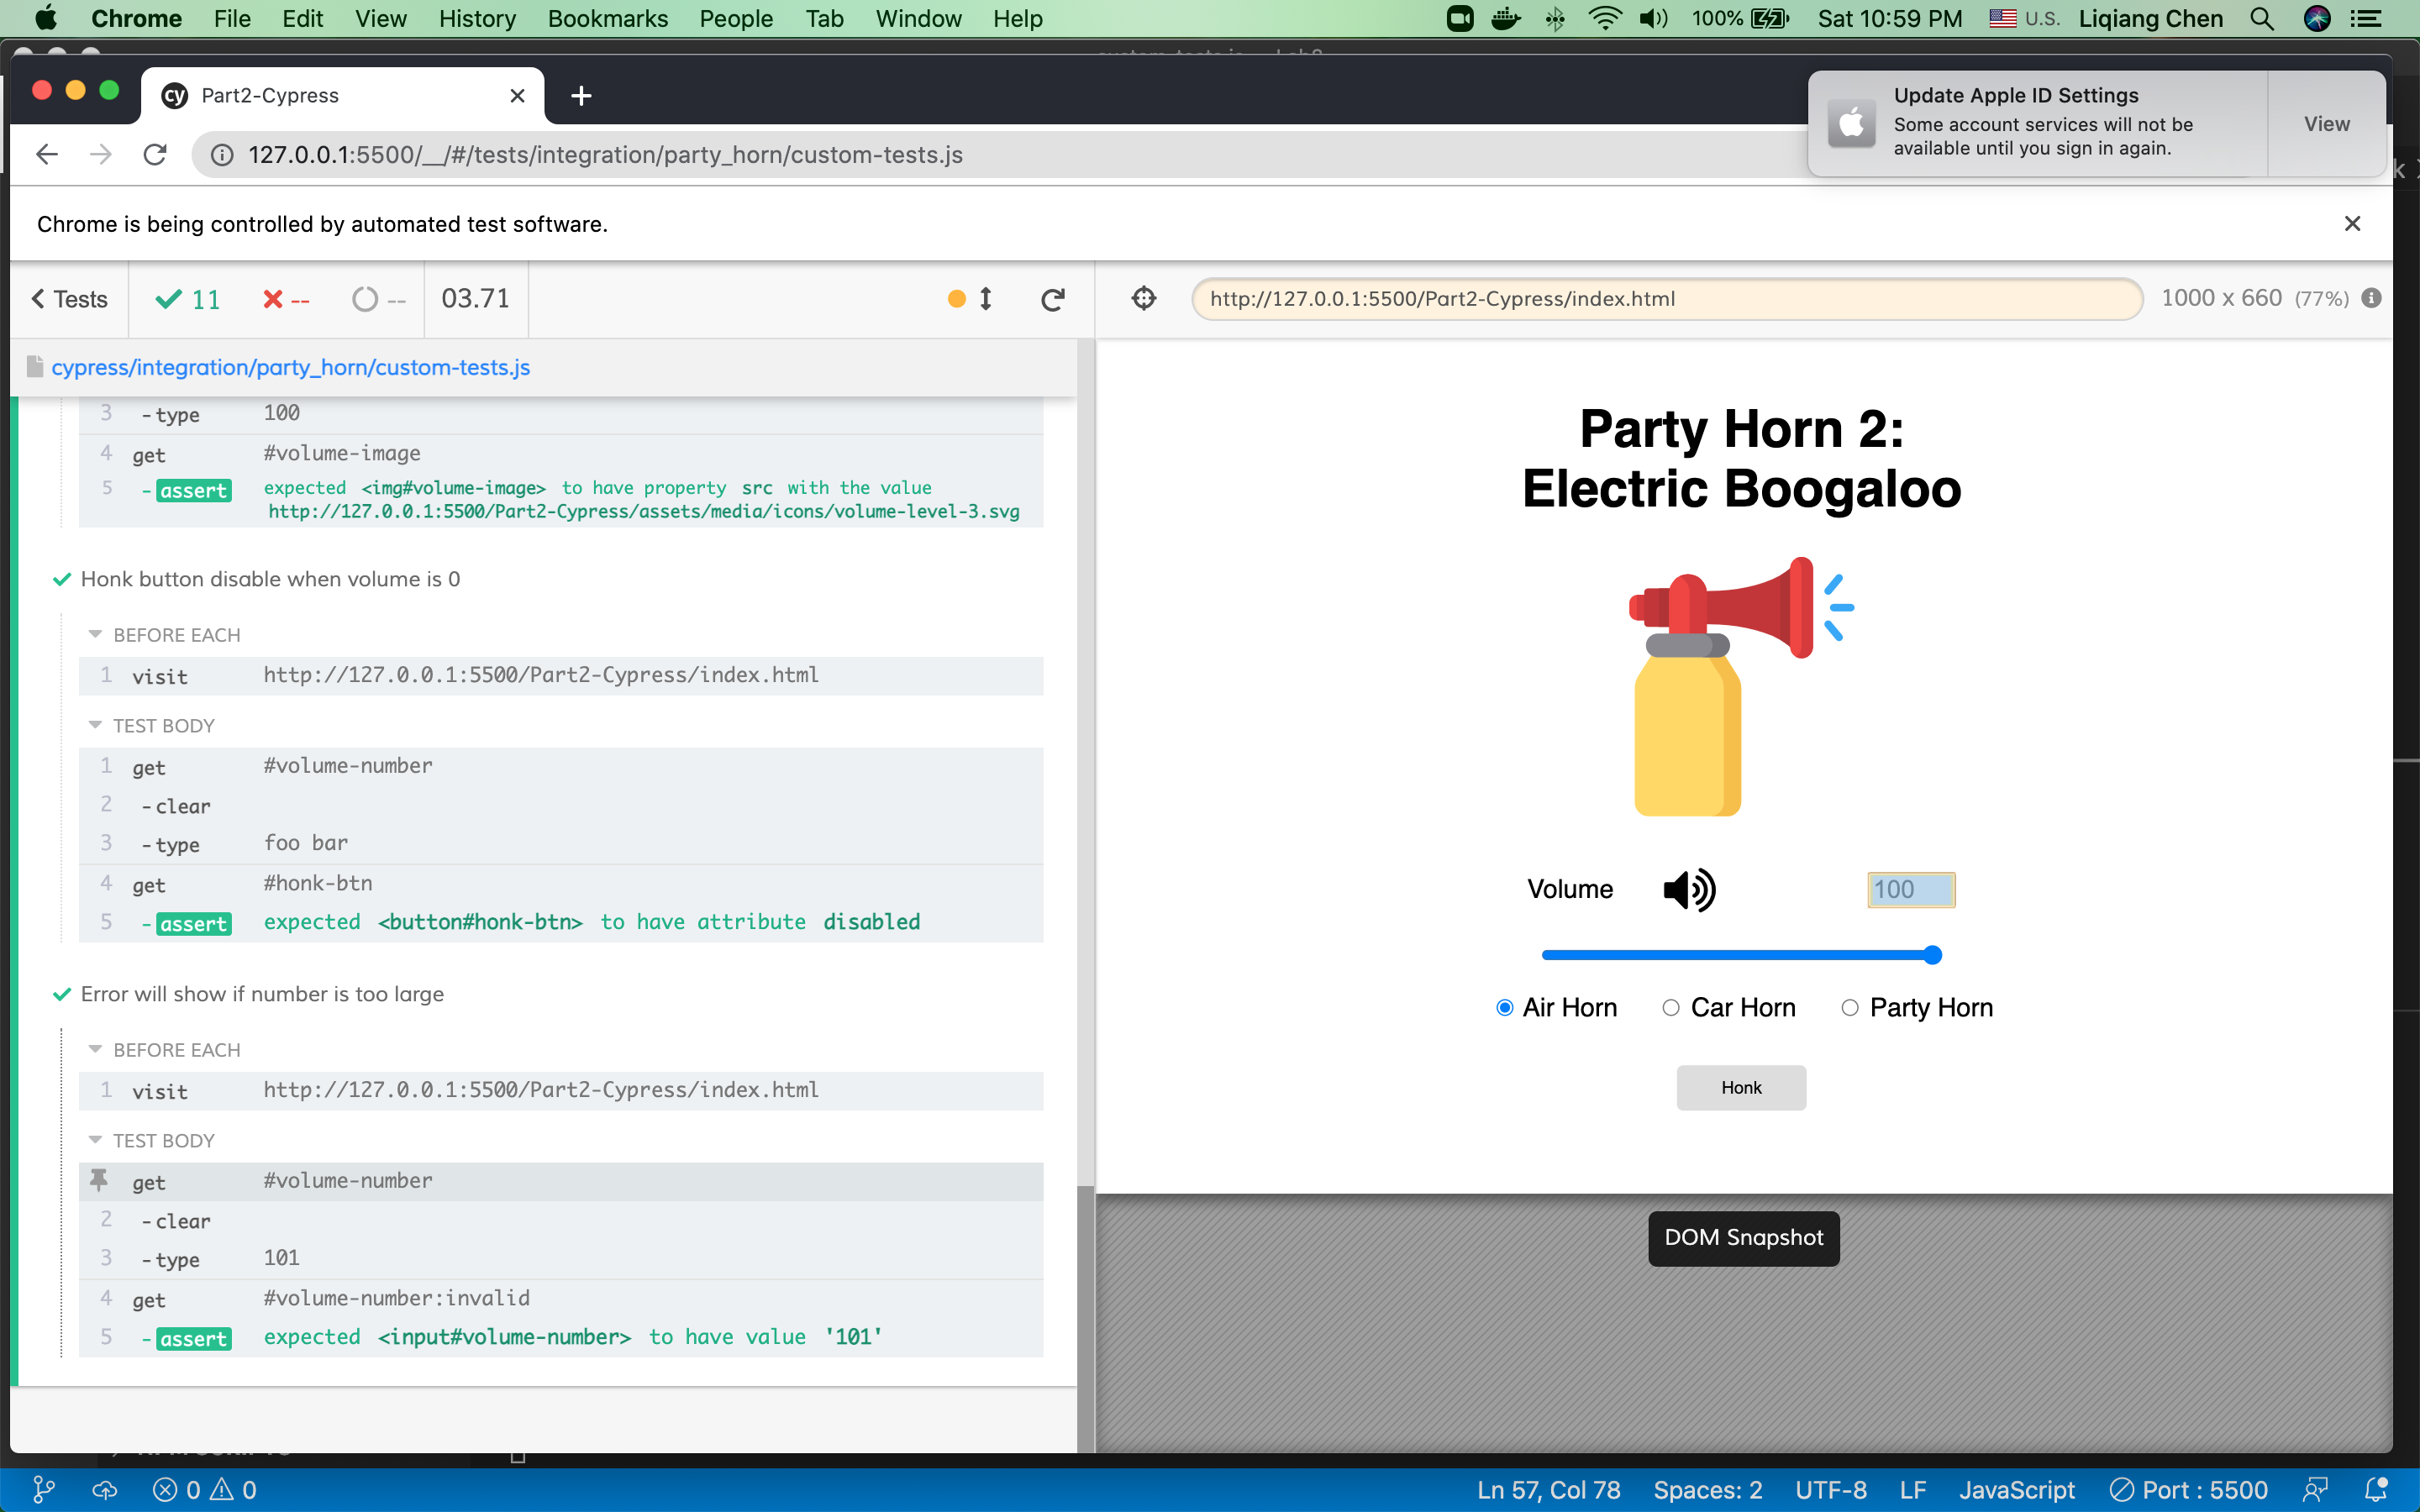 Chrome File Edit View History Bookmarks People Tab Window Help 100% Sat 10:59 PM U.S. Liqiang Chen
Part2-Cypress
Update Apple ID Settings
Some account services will not be
available until you sign in again.
View
127.0.0.1:5500/__/#/tests/integration/party_horn/custom-tests.js
Chrome is being controlled by automated test software.
Tests 11 -- -- 03.71
http://127.0.0.1:5500/Part2-Cypress/index.html 1000 x 660 (77%)
cypress/integration/party_horn/custom-tests.js
3 -type 100
4 get #volume-image
5 -assert expected <img#volume-image> to have property src with the value
http://127.0.0.1:5500/Part2-Cypress/assets/media/icons/volume-level-3.svg
Honk button disable when volume is 0
BEFORE EACH
1 visit http://127.0.0.1:5500/Part2-Cypress/index.html
TEST BODY
1 get #volume-number
2 -clear
3 -type foo bar
4 get #honk-btn
5 -assert expected <button#honk-btn> to have attribute disabled
Error will show if number is too large
BEFORE EACH
1 visit http://127.0.0.1:5500/Part2-Cypress/index.html
TEST BODY
get #volume-number
2 -clear
3 -type 101
4 get #volume-number:invalid
5 -assert expected <input#volume-number> to have value '101'
Party Horn 2:
Electric Boogaloo
Volume 100
Air Horn Car Horn Party Horn
Honk
DOM Snapshot
0 0 Ln 57, Col 78 Spaces: 2 UTF-8 LF JavaScript Port : 5500